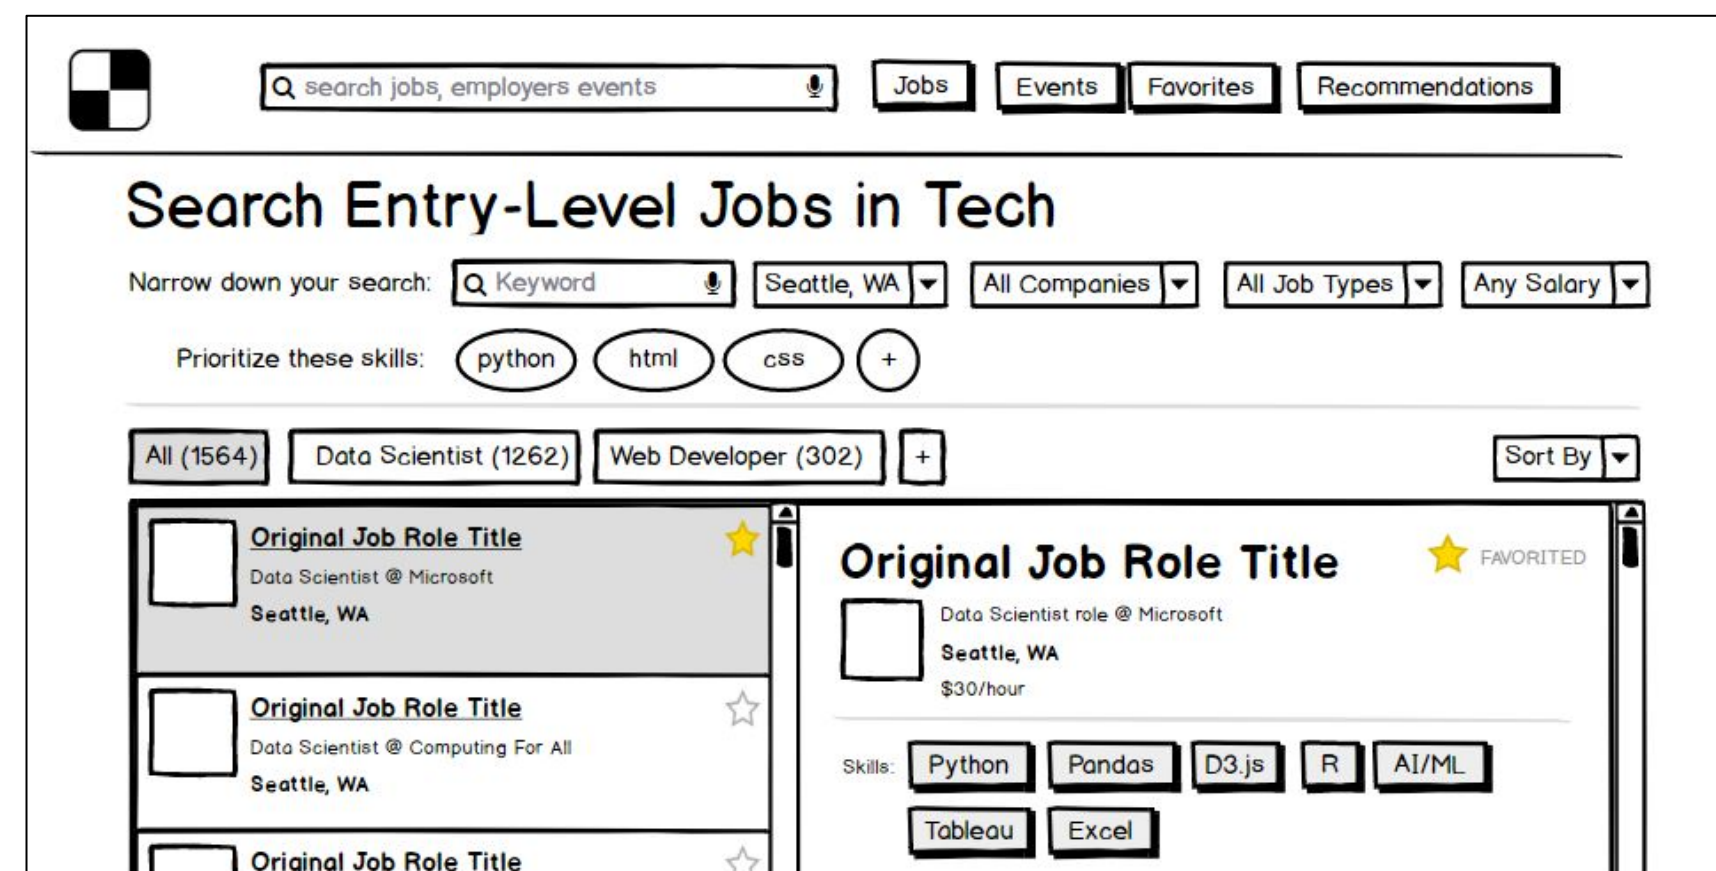 search jobs, employers events
Jobs
Events
Favorites
Recommendations
Search Entry-Level Jobs in Tech
Narrow down your search:
Keyword
Seattle, WA
All Companies
All Job Types
Any Salary
Prioritize these skills:
python
html
css
+
All (1564)
Data Scientist (1262)
Web Developer (302)
+
Sort By
Original Job Role Title
Data Scientist @ Microsoft
Seattle, WA
Original Job Role Title
Data Scientist @ Computing For All
Seattle, WA
Original Job Role Title
Original Job Role Title
FAVORITED
Data Scientist role @ Microsoft
Seattle, WA
$30/hour
Skills:
Python
Pandas
D3.js
R
AI/ML
Tableau
Excel